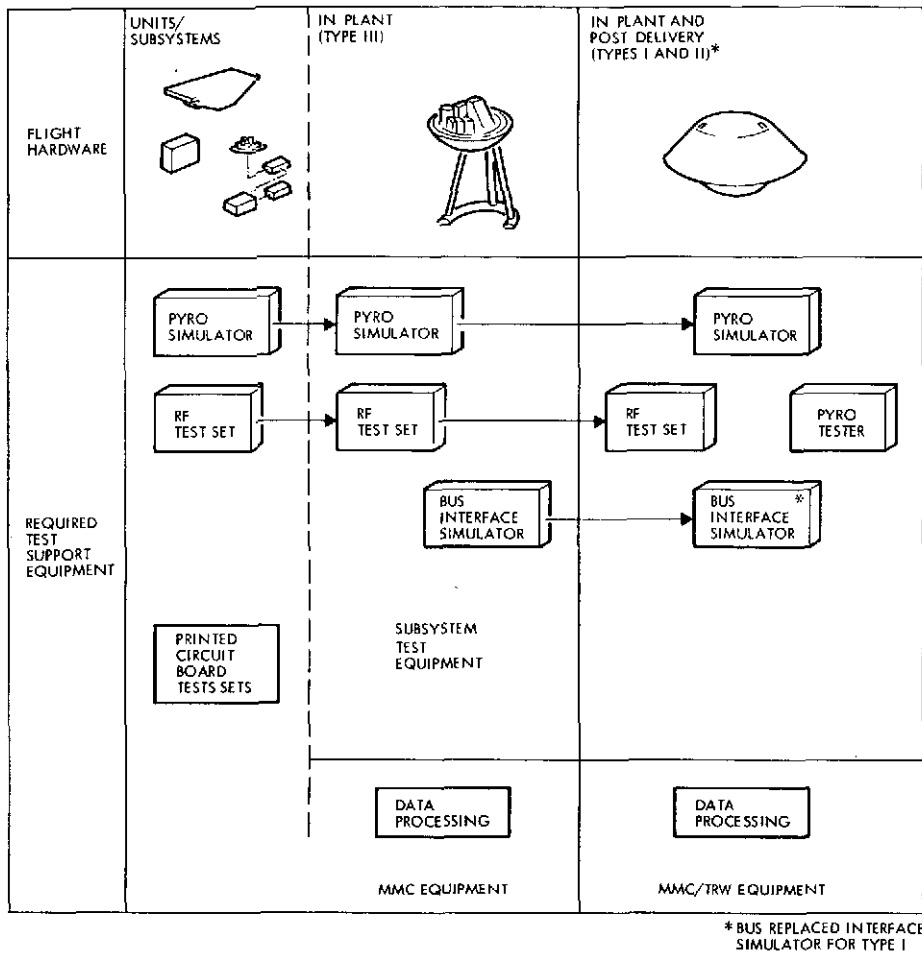 UNITS/
SUBSYSTEMS
IN PLANT
(TYPE III)
IN PLANT AND
POST DELIVERY
(TYPES I AND II)*
FLIGHT
HARDWARE
PYRO
SIMULATOR
PYRO
SIMULATOR
PYRO
SIMULATOR
RF
TEST SET
RF
TEST SET
RF
TEST SET
PYRO
TESTER
REQUIRED
TEST
SUPPORT
EQUIPMENT
BUS
INTERFACE
SIMULATOR
BUS *
INTERFACE
SIMULATOR
PRINTED
CIRCUIT
BOARD
TESTS SETS
SUBSYSTEM
TEST
EQUIPMENT
DATA
PROCESSING
DATA
PROCESSING
MMC EQUIPMENT
MMC/TRW EQUIPMENT
* BUS REPLACED INTERFACE
SIMULATOR FOR TYPE I